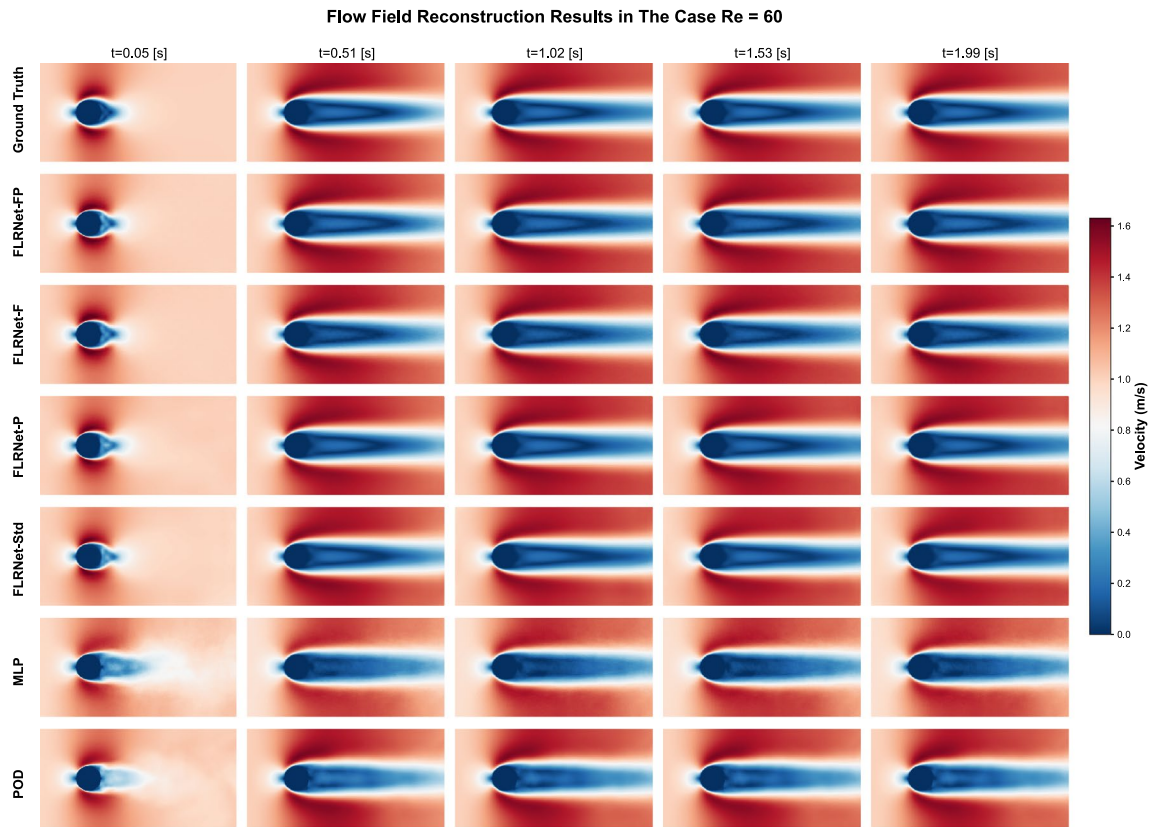 Flow Field Reconstruction Results in The Case Re = 60
t=0.05 [s]
t=0.51 [s]
t=1.02 [s]
t=1.53 [s]
t=1.99 [s]
Ground Truth
FLRNet-FP
FLRNet-F
FLRNet-P
FLRNet-Std
MLP
POD
1.6
1.4
1.2
1.0
0.8
0.6
0.4
0.2
0.0
Velocity (m/s)